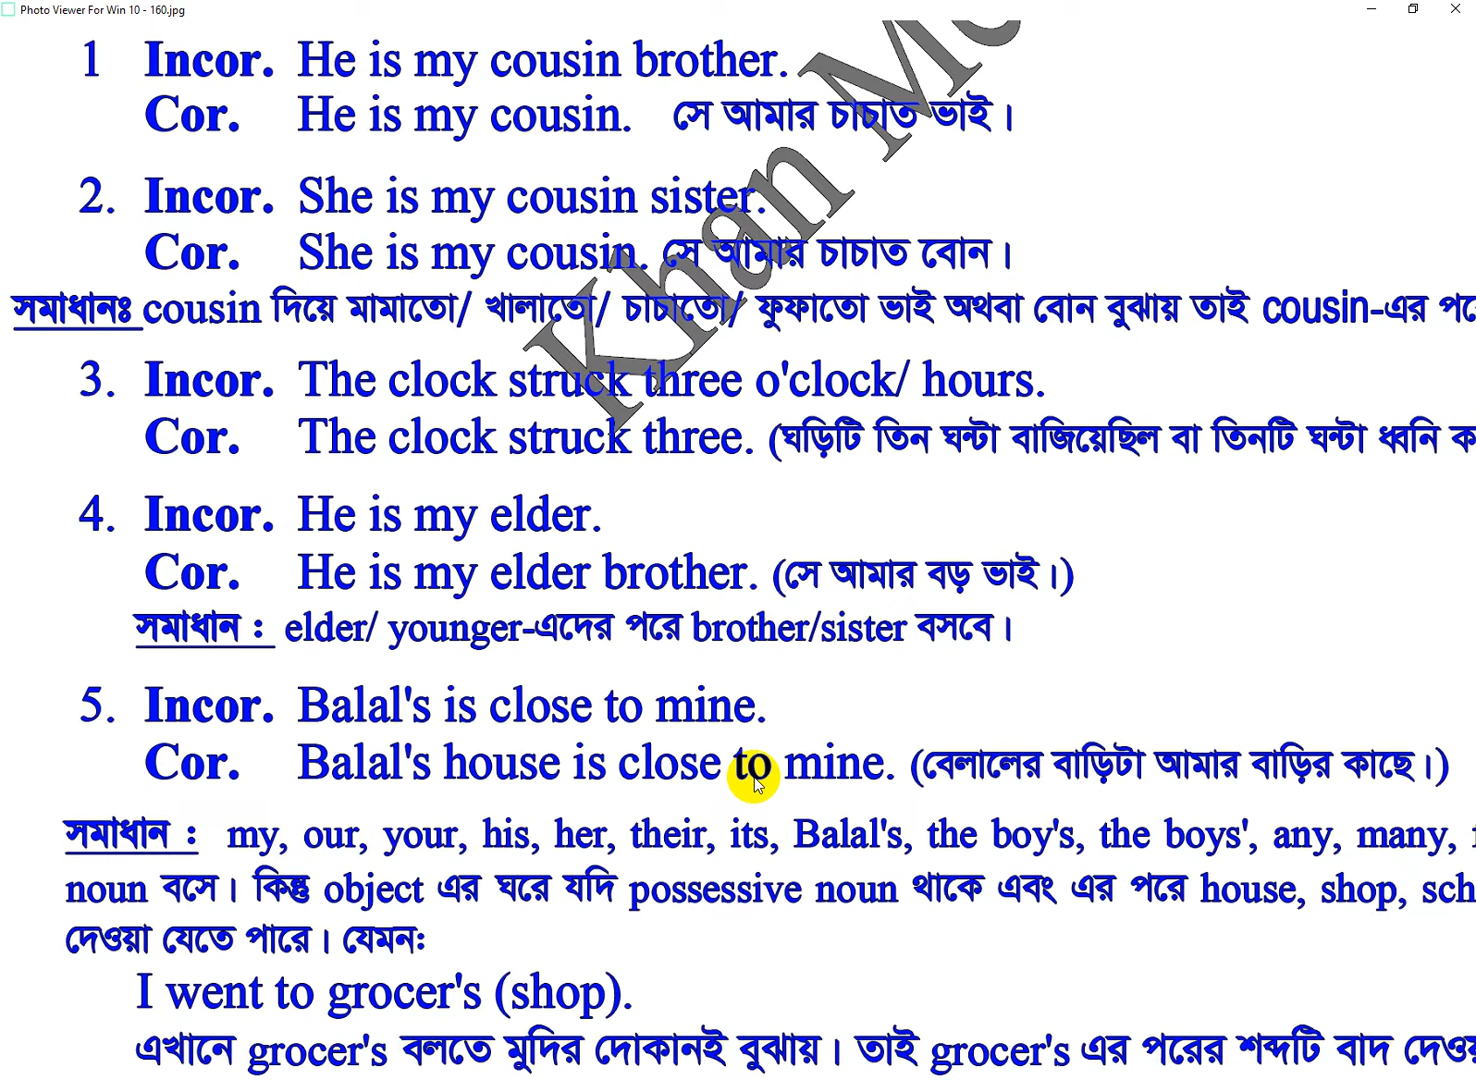 Photo Viewer For Win 10 - 160.jpg
1 Incor. He is my cousin brother.
Cor. He is my cousin. সে আমার চাচাত ভাই।
2. Incor. She is my cousin sister.
Cor. She is my cousin. সে আমার চাচাত বোন।
সমাধানঃ cousin দিয়ে মামাতো/ খালাতো/ চাচাতো/ ফুফাতো ভাই অথবা বোন বুঝায় তাই cousin-এর
3. Incor. The clock struck three o'clock/ hours.
Cor. The clock struck three. (ঘড়িটি তিন ঘন্টা বাজিয়েছিল বা তিনটি ঘন্টা ধ্বনি
4. Incor. He is my elder.
Cor. He is my elder brother. (সে আমার বড় ভাই।)
সমাধান : elder/ younger-এদের পরে brother/sister বসবে।
5. Incor. Balal's is close to mine.
Cor. Balal's house is close to mine. (বেলালের বাড়িটা আমার বাড়ির কাছে।)
সমাধান : my, our, your, his, her, their, its, Balal's, the boy's, the boys', any, many,
noun বসে। কিন্তু object এর ঘরে যদি possessive noun থাকে এবং এর পরে house, shop, sch
দেওয়া যেতে পারে। যেমনঃ
I went to grocer's (shop).
এখানে grocer's বলতে মুদির দোকানই বুঝায়। তাই grocer's এর পরের শব্দটি বাদ
Khan